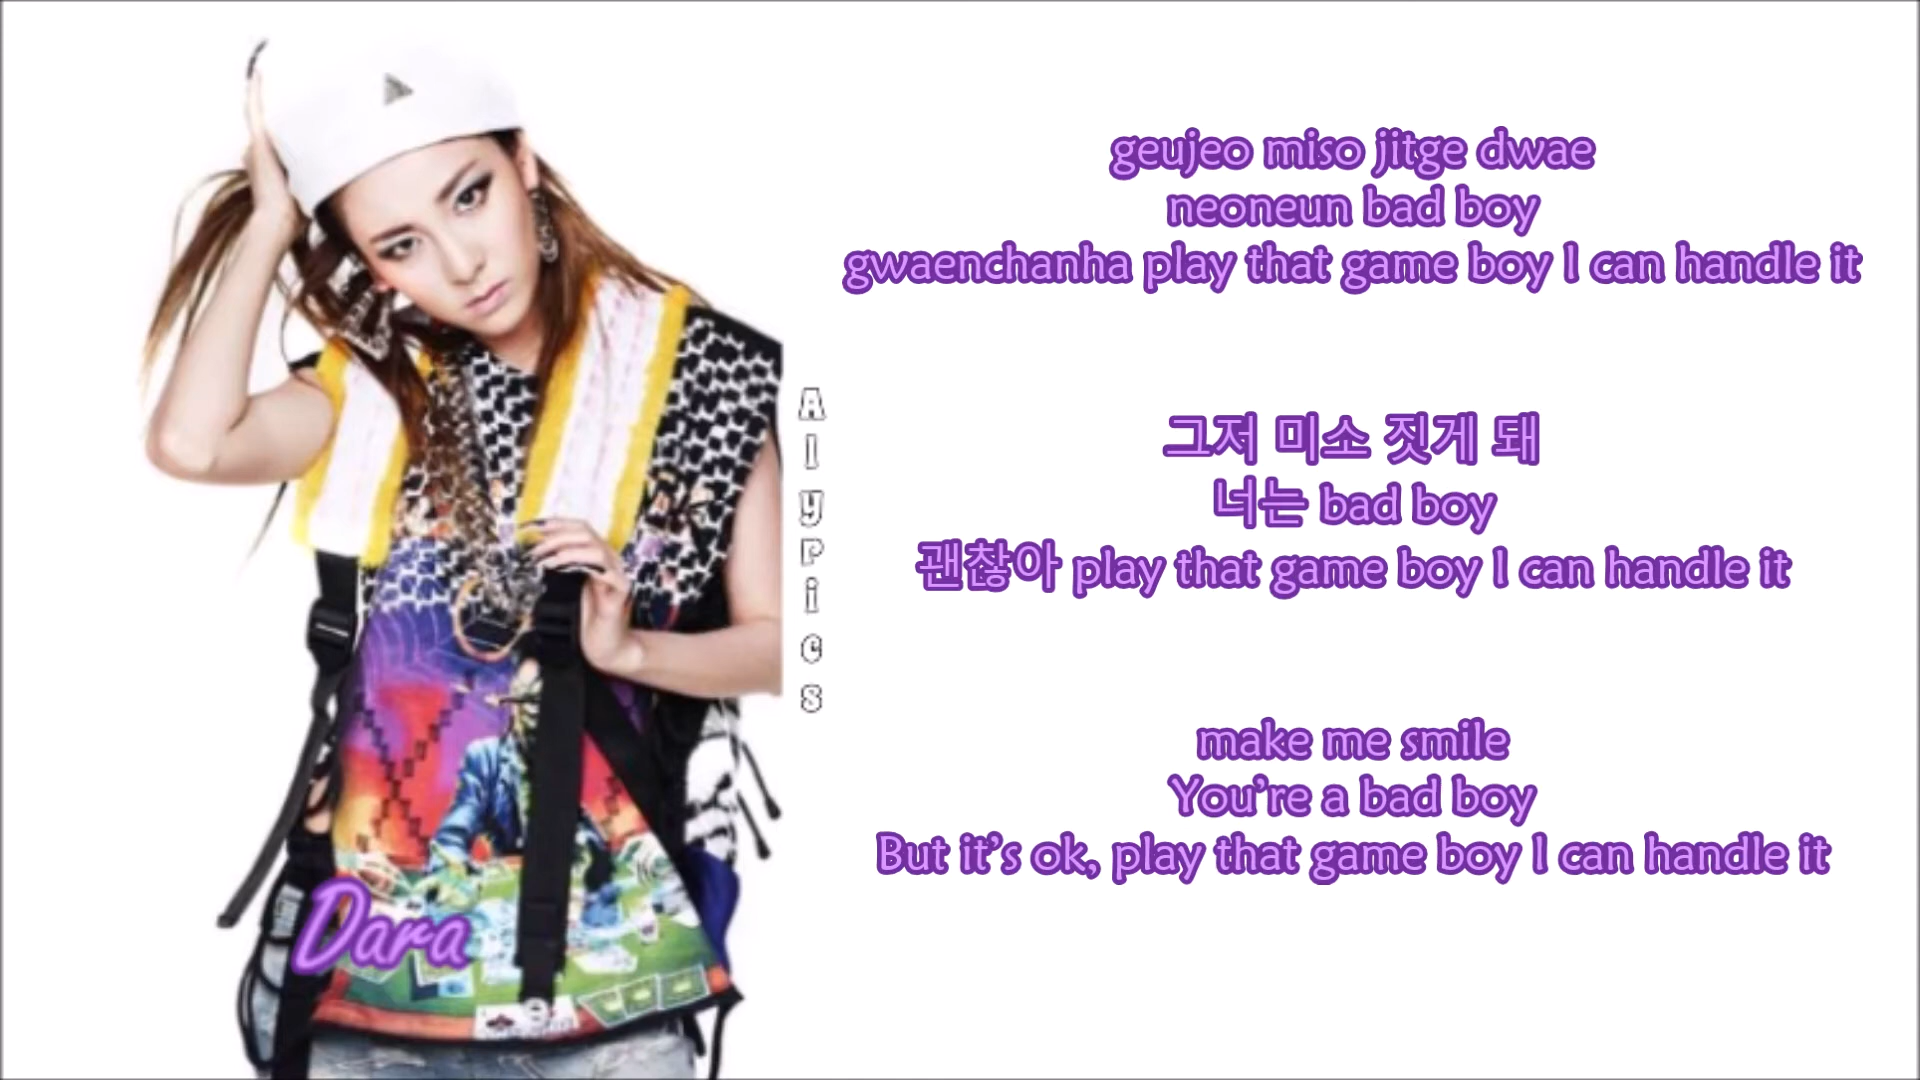 geujeo miso jitge dwae
neoneun bad boy
gwaenchanha play that game boy I can handle it
그저 미소 짓게 돼
너는 bad boy
괜찮아 play that game boy I can handle it
make me smile
You're a bad boy
But it's ok, play that game boy I can handle it
AlyPics
Dara